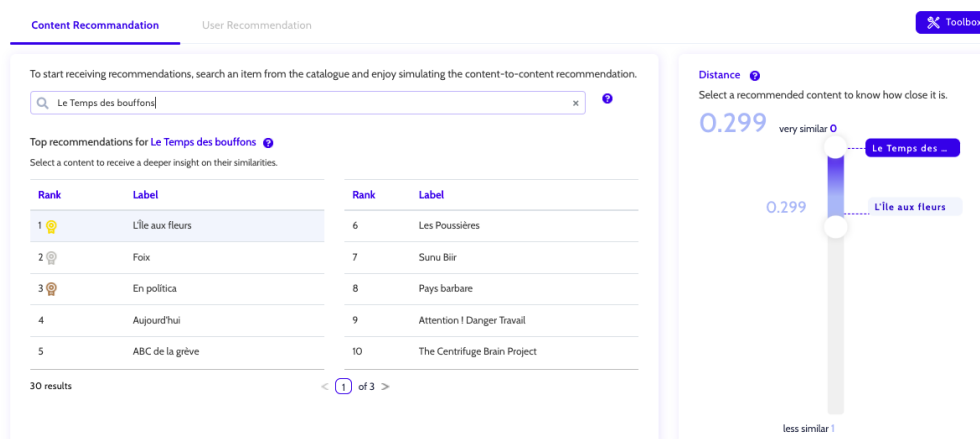 Content Recommandation
User Recommendation
Toolbox
To start receiving recommendations, search an item from the catalogue and enjoy simulating the content-to-content recommendation.
Le Temps des bouffons
×
?
Top recommendations for Le Temps des bouffons ?
Select a content to receive a deeper insight on their similarities.
Rank Label
1 L'Île aux fleurs
2 Foix
3 En política
4 Aujourd'hui
5 ABC de la grève
Rank Label
6 Les Poussières
7 Sunu Biir
8 Pays barbare
9 Attention ! Danger Travail
10 The Centrifuge Brain Project
30 results
< 1 of 3 >
Distance ?
Select a recommended content to know how close it is.
0.299
very similar 0
Le Temps des ...
0.299
L'Île aux fleurs
less similar 1